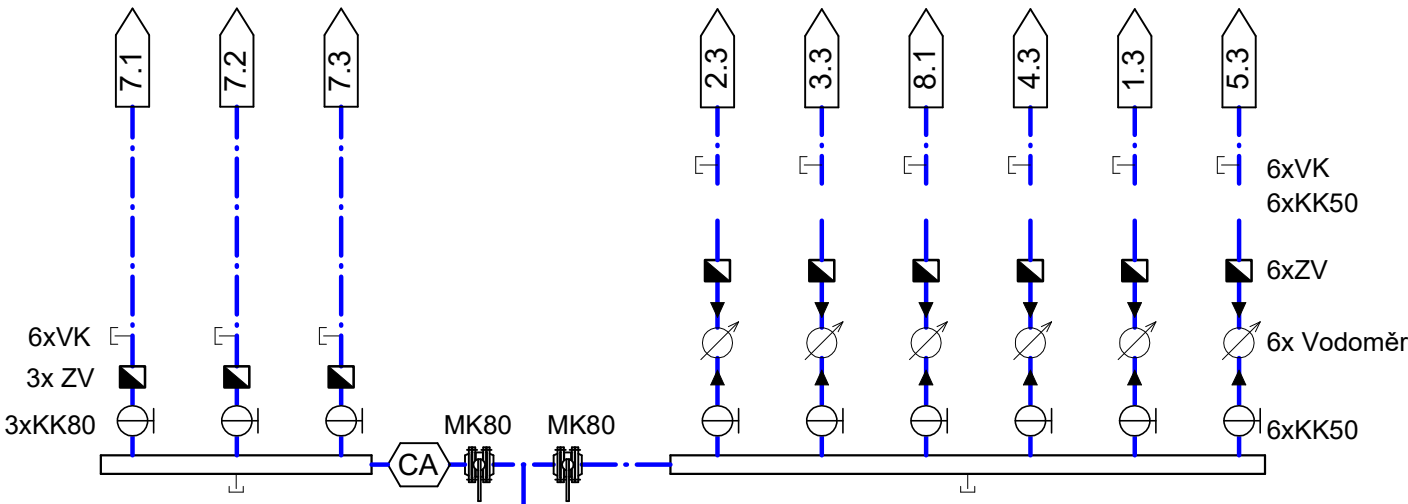 7.1
7.2
7.3
2.3
3.3
8.1
4.3
1.3
5.3
6xVK
6xKK50
6xZV
6xVK
6x Vodoměr
3x ZV
3xKK80
MK80
MK80
6xKK50
CA